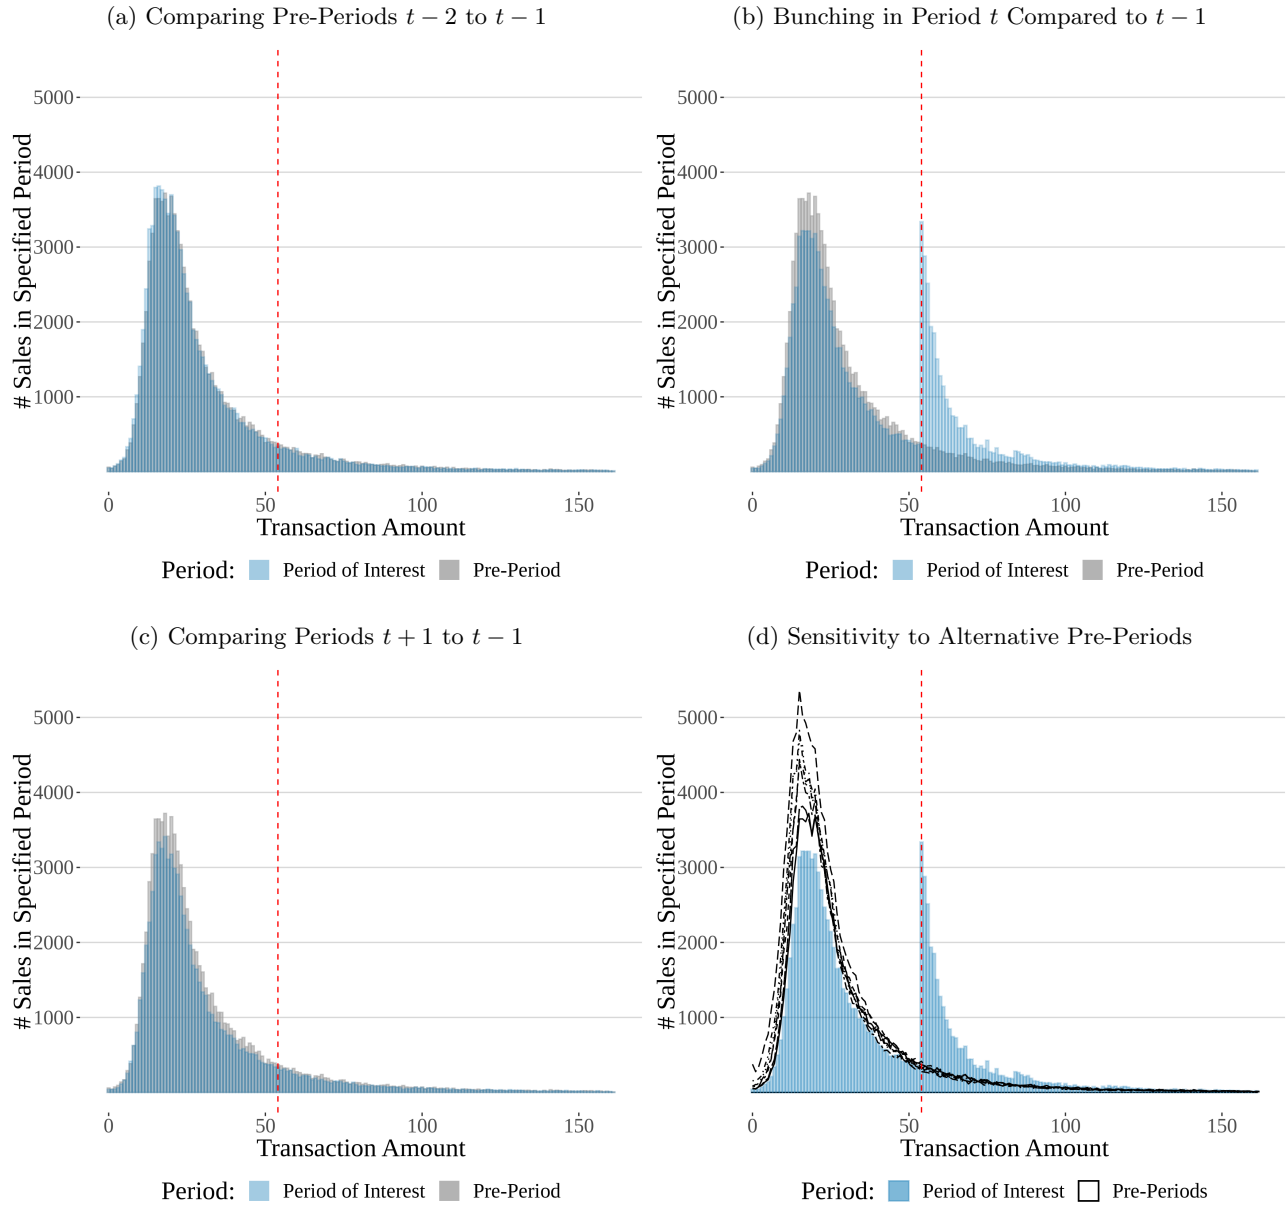 (a) Comparing Pre-Periods t − 2 to t − 1
# Sales in Specified Period
5000
4000
3000
2000
1000
0 50 100 150
Transaction Amount
Period: Period of Interest Pre-Period
(b) Bunching in Period t Compared to t − 1
# Sales in Specified Period
5000
4000
3000
2000
1000
0 50 100 150
Transaction Amount
Period: Period of Interest Pre-Period
(c) Comparing Periods t + 1 to t − 1
# Sales in Specified Period
5000
4000
3000
2000
1000
0 50 100 150
Transaction Amount
Period: Period of Interest Pre-Period
(d) Sensitivity to Alternative Pre-Periods
# Sales in Specified Period
5000
4000
3000
2000
1000
0 50 100 150
Transaction Amount
Period: Period of Interest Pre-Periods